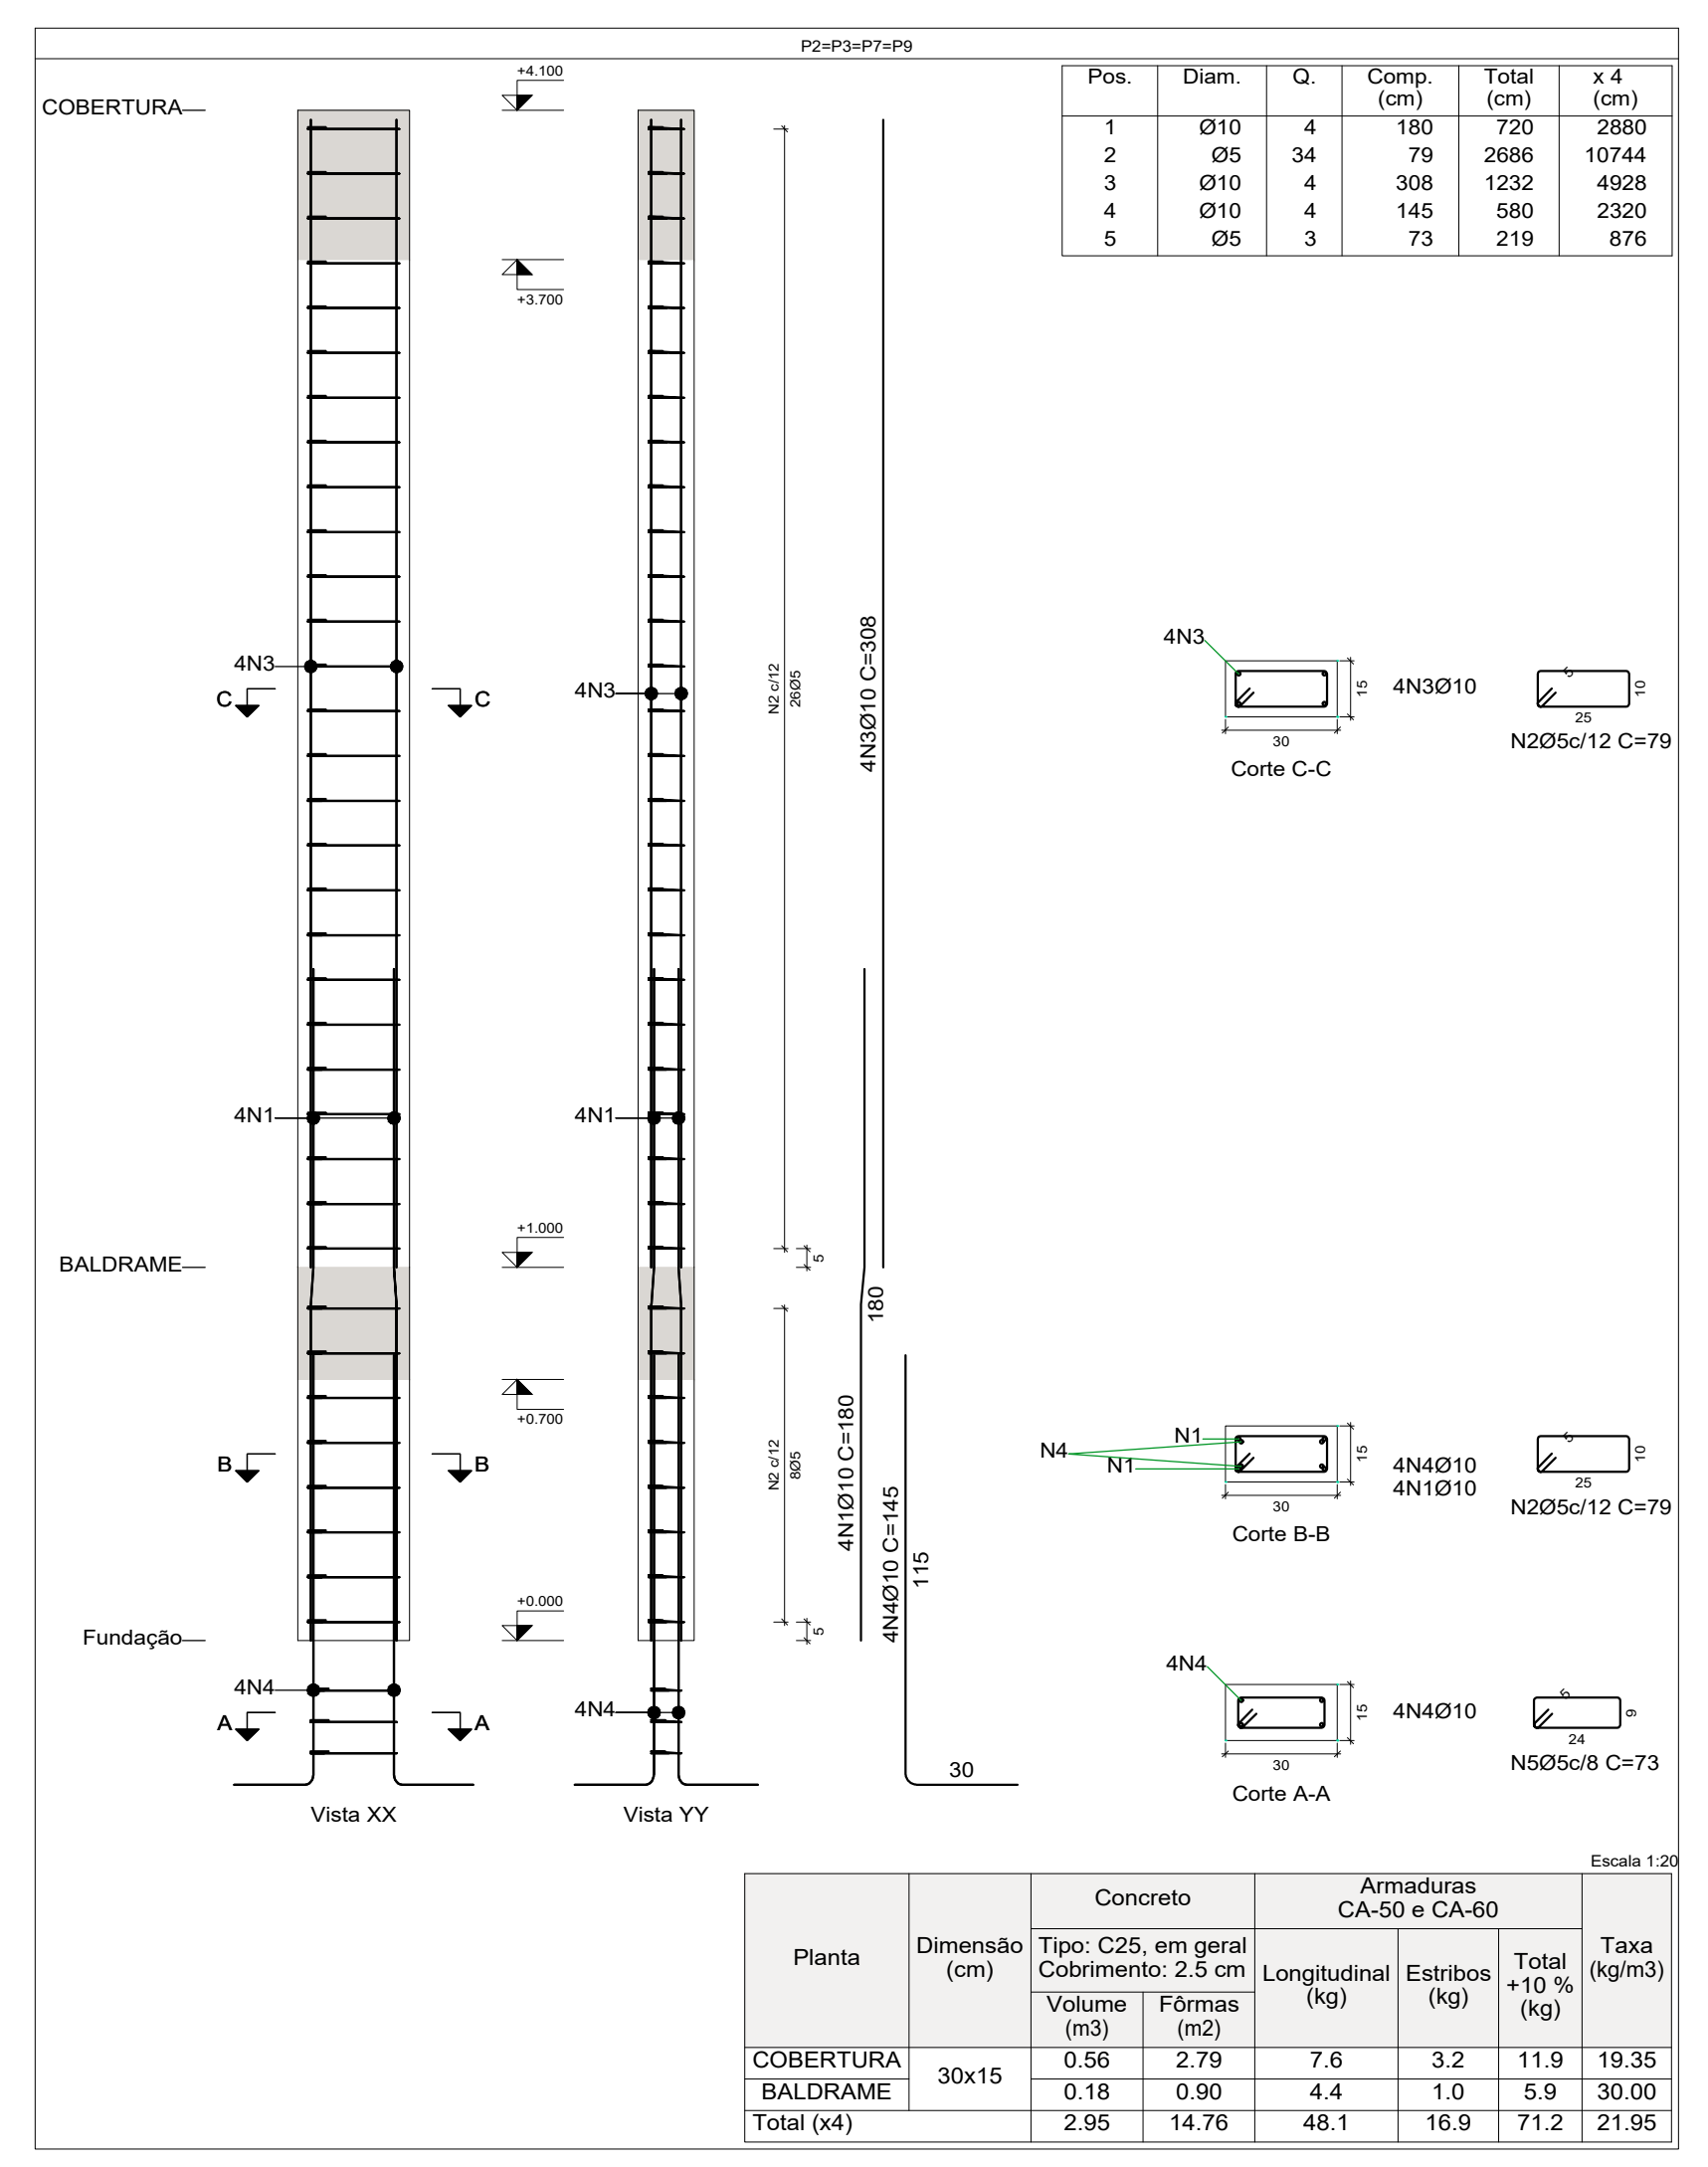 P2=P3=P7=P9
Pos. Diam. Q. Comp. (cm) Total (cm) x 4 (cm)
1 Ø10 4 180 720 2880
2 Ø5 34 79 2686 10744
3 Ø10 4 308 1232 4928
4 Ø10 4 145 580 2320
5 Ø5 3 73 219 876
COBERTURA
+4.100
+3.700
4N3
C C
4N3
N2 c/12
26Ø5
4N3Ø10 C=308
4N3
15
30
4N3Ø10
Corte C-C
5
10
25
N2Ø5c/12 C=79
4N1
4N1
BALDRAME
+1.000
5
180
+0.700
B B
N2 c/12
8Ø5
4N1Ø10 C=180
4N4Ø10 C=145
115
N4
N1
N1
15
30
4N4Ø10
4N1Ø10
Corte B-B
5
10
25
N2Ø5c/12 C=79
Fundação
+0.000
5
4N4
A A
4N4
30
4N4
15
30
4N4Ø10
Corte A-A
5
9
24
N5Ø5c/8 C=73
Vista XX
Vista YY
Escala 1:20
Planta
Dimensão
(cm)
Concreto
Tipo: C25, em geral
Cobrimento: 2.5 cm
Volume
(m3)
Fôrmas
(m2)
Armaduras
CA-50 e CA-60
Longitudinal
(kg)
Estribos
(kg)
Total
+10 %
(kg)
Taxa
(kg/m3)
COBERTURA 30x15 0.56 2.79 7.6 3.2 11.9 19.35
BALDRAME 0.18 0.90 4.4 1.0 5.9 30.00
Total (x4) 2.95 14.76 48.1 16.9 71.2 21.95